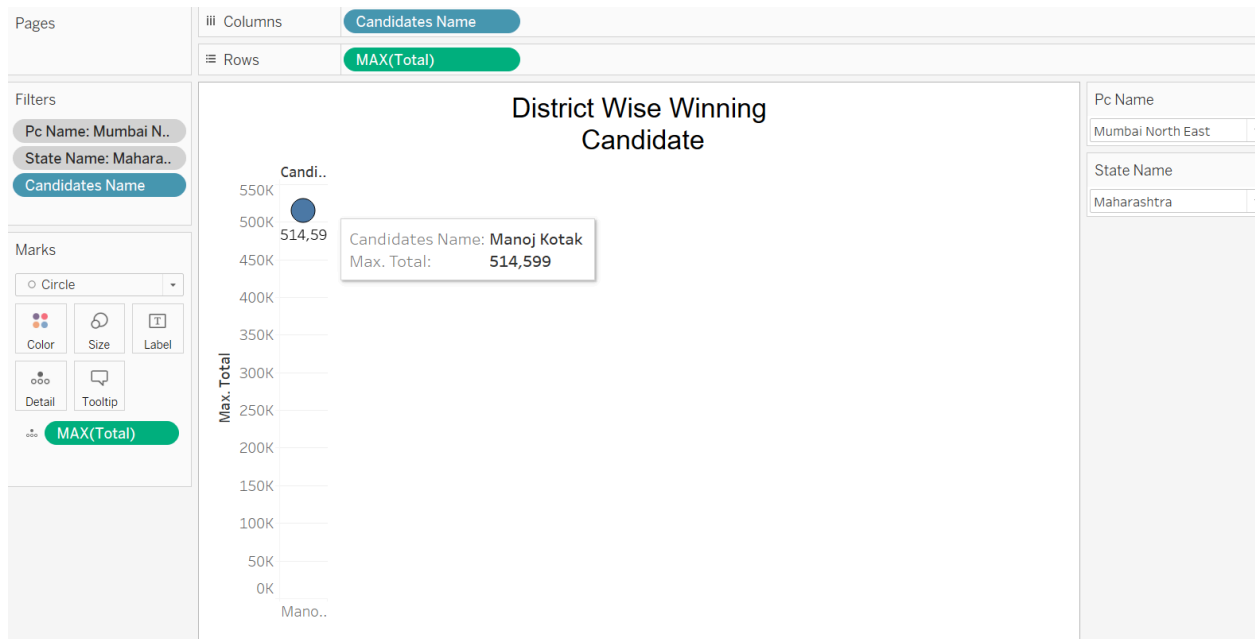 Pages
iii Columns
Candidates Name
Rows
MAX(Total)
Filters
Pc Name: Mumbai N..
State Name: Mahara..
Candidates Name
Marks
Circle
Color
Size
T
Label
Detail
Tooltip
MAX(Total)
District Wise Winning
Candidate
Candi..
550K
500K
514,59
450K
400K
350K
300K
250K
200K
150K
100K
50K
0K
Max. Total
Mano..
Candidates Name: Manoj Kotak
Max. Total: 514,599
Pc Name
Mumbai North East
State Name
Maharashtra